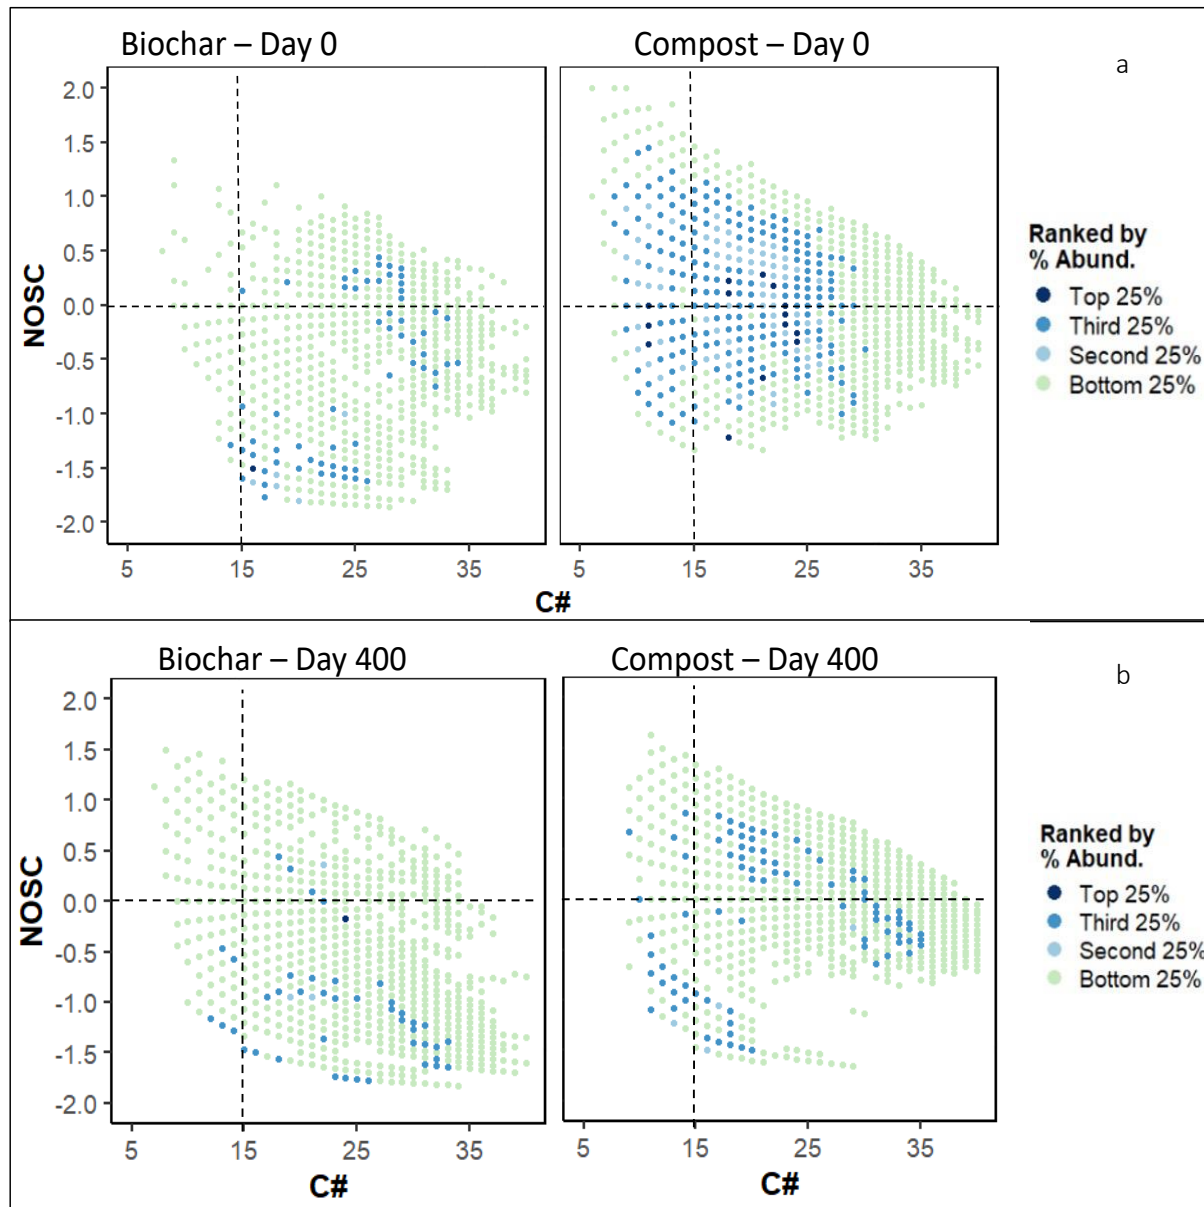 Biochar – Day 0
Compost – Day 0
a
2.0
1.5
1.0
0.5
0.0
-0.5
-1.0
-1.5
-2.0
NOSC
5 15 25 35
5 15 25 35
C#
Ranked by
% Abund.
Top 25%
Third 25%
Second 25%
Bottom 25%
Biochar – Day 400
Compost – Day 400
b
2.0
1.5
1.0
0.5
0.0
-0.5
-1.0
-1.5
-2.0
NOSC
5 15 25 35
5 15 25 35
C#
C#
Ranked by
% Abund.
Top 25%
Third 25%
Second 25%
Bottom 25%